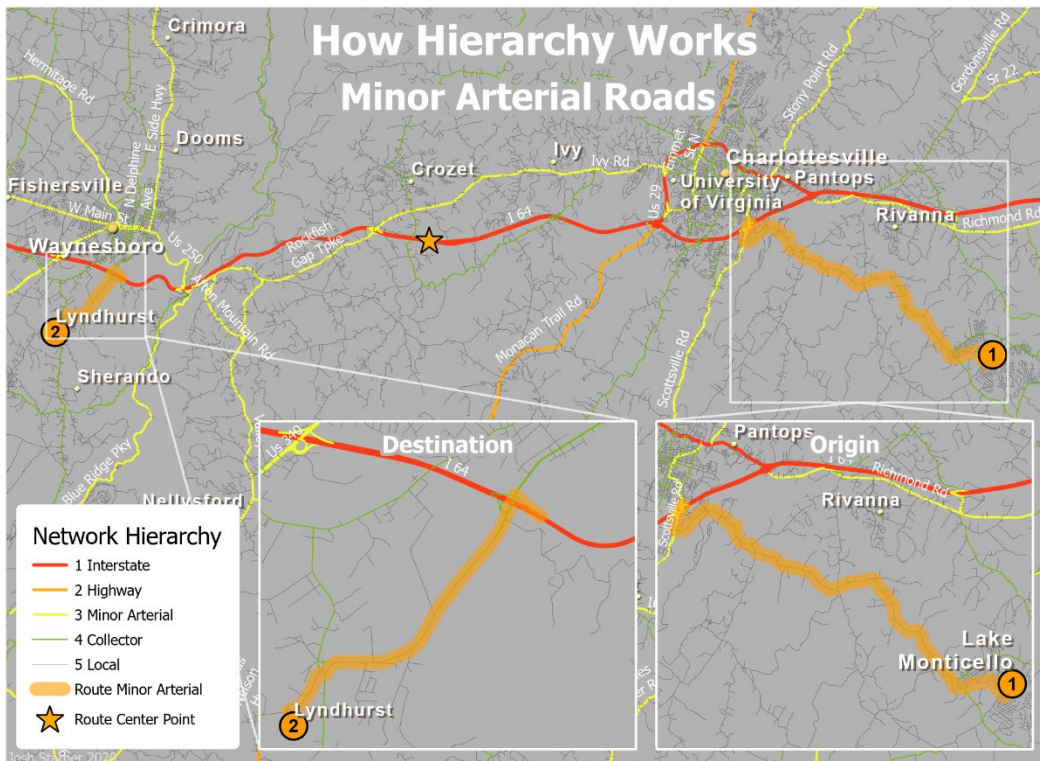 How Hierarchy Works
Minor Arterial Roads
Crimora
Hermitage Rd
Dooms
E Side Hwy
N Delphine
Ave
Fishersville
W Main St
Waynesboro
Us 250
Lyndhurst
2
Sherando
Afton Mountain Rd
Rockfish
Gap Tpke
Crozet
Ivy
Ivy Rd
I 64
Us 29
Emmet
St N
Charlottesville
University
of Virginia
Pantops
Stony Point Rd
Gordonsville Rd
Sr 22
Rivanna
Richmond Rd
Monacan Trail Rd
Scottsville Rd
1
Blue Ridge Pky
Nellysford
Destination
I 64
Lyndhurst
2
Origin
Pantops
I 64
Richmond Rd
Rivanna
Scottsville Rd
Lake
Monticello
1
Network Hierarchy
1 Interstate
2 Highway
3 Minor Arterial
4 Collector
5 Local
Route Minor Arterial
Route Center Point